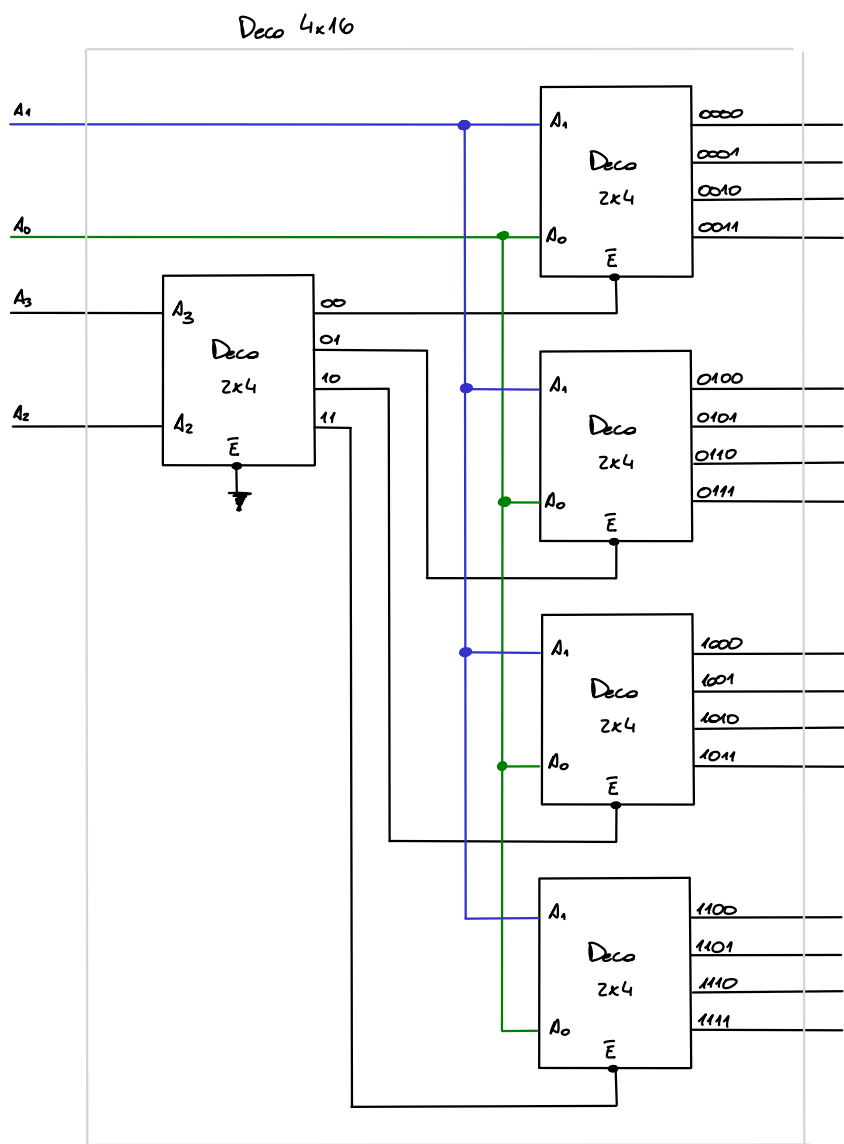 Deco 4x16
A1
A1
Deco
2x4
A0
E̅
0000
0001
0010
0011
A0
A3
A2
A3
Deco
2x4
A2
E̅
00
01
10
11
A1
Deco
2x4
A0
E̅
0100
0101
0110
0111
A1
Deco
2x4
A0
E̅
1000
1001
1010
1011
A1
Deco
2x4
A0
E̅
1100
1101
1110
1111